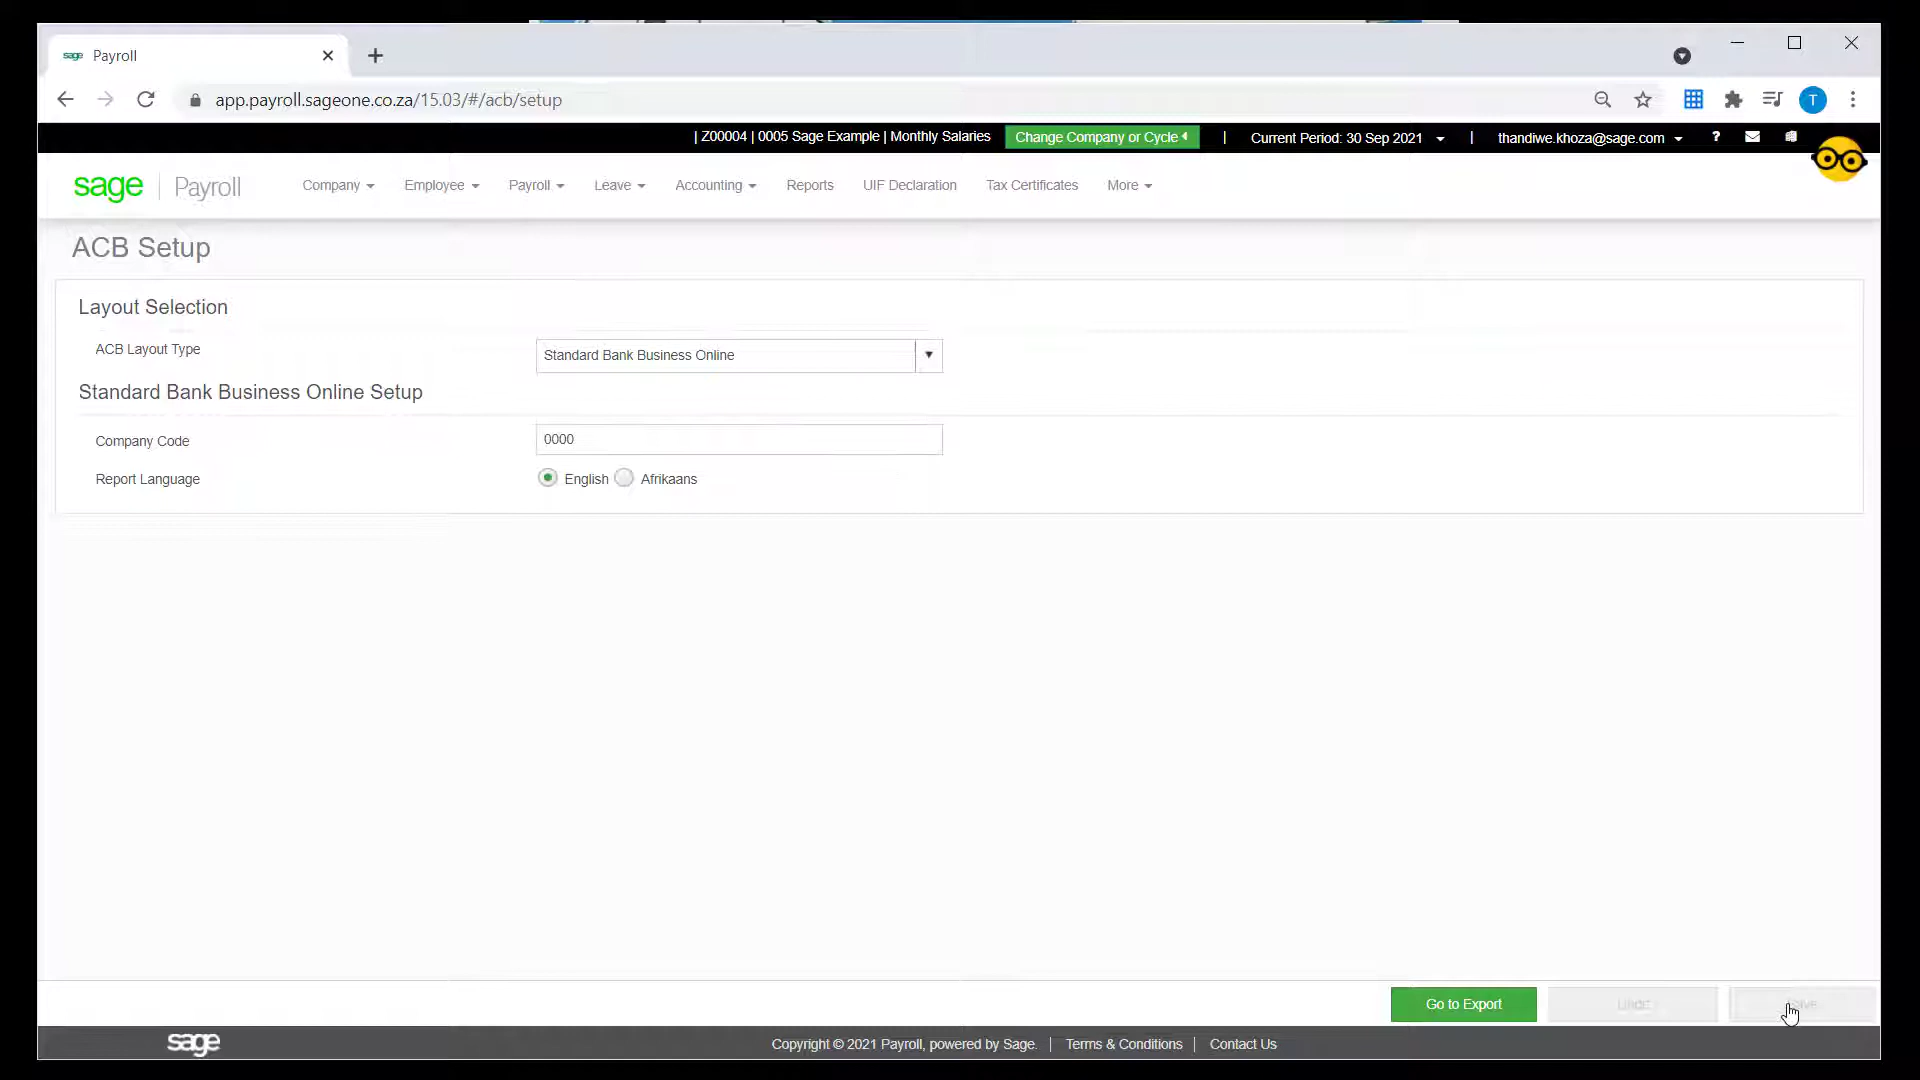 sage Payroll
app.payroll.sageone.co.za/15.03/#/acb/setup
T
| Z00004 | 0005 Sage Example | Monthly Salaries Change Company or Cycle | Current Period: 30 Sep 2021 | thandiwe.khoza@sage.com ?
sage Payroll Company Employee Payroll Leave Accounting Reports UIF Declaration Tax Certificates More
ACB Setup
Layout Selection
ACB Layout Type Standard Bank Business Online
Standard Bank Business Online Setup
Company Code 0000
Report Language English Afrikaans
Go to Export Undo
sage Copyright © 2021 Payroll, powered by Sage. | Terms & Conditions | Contact Us